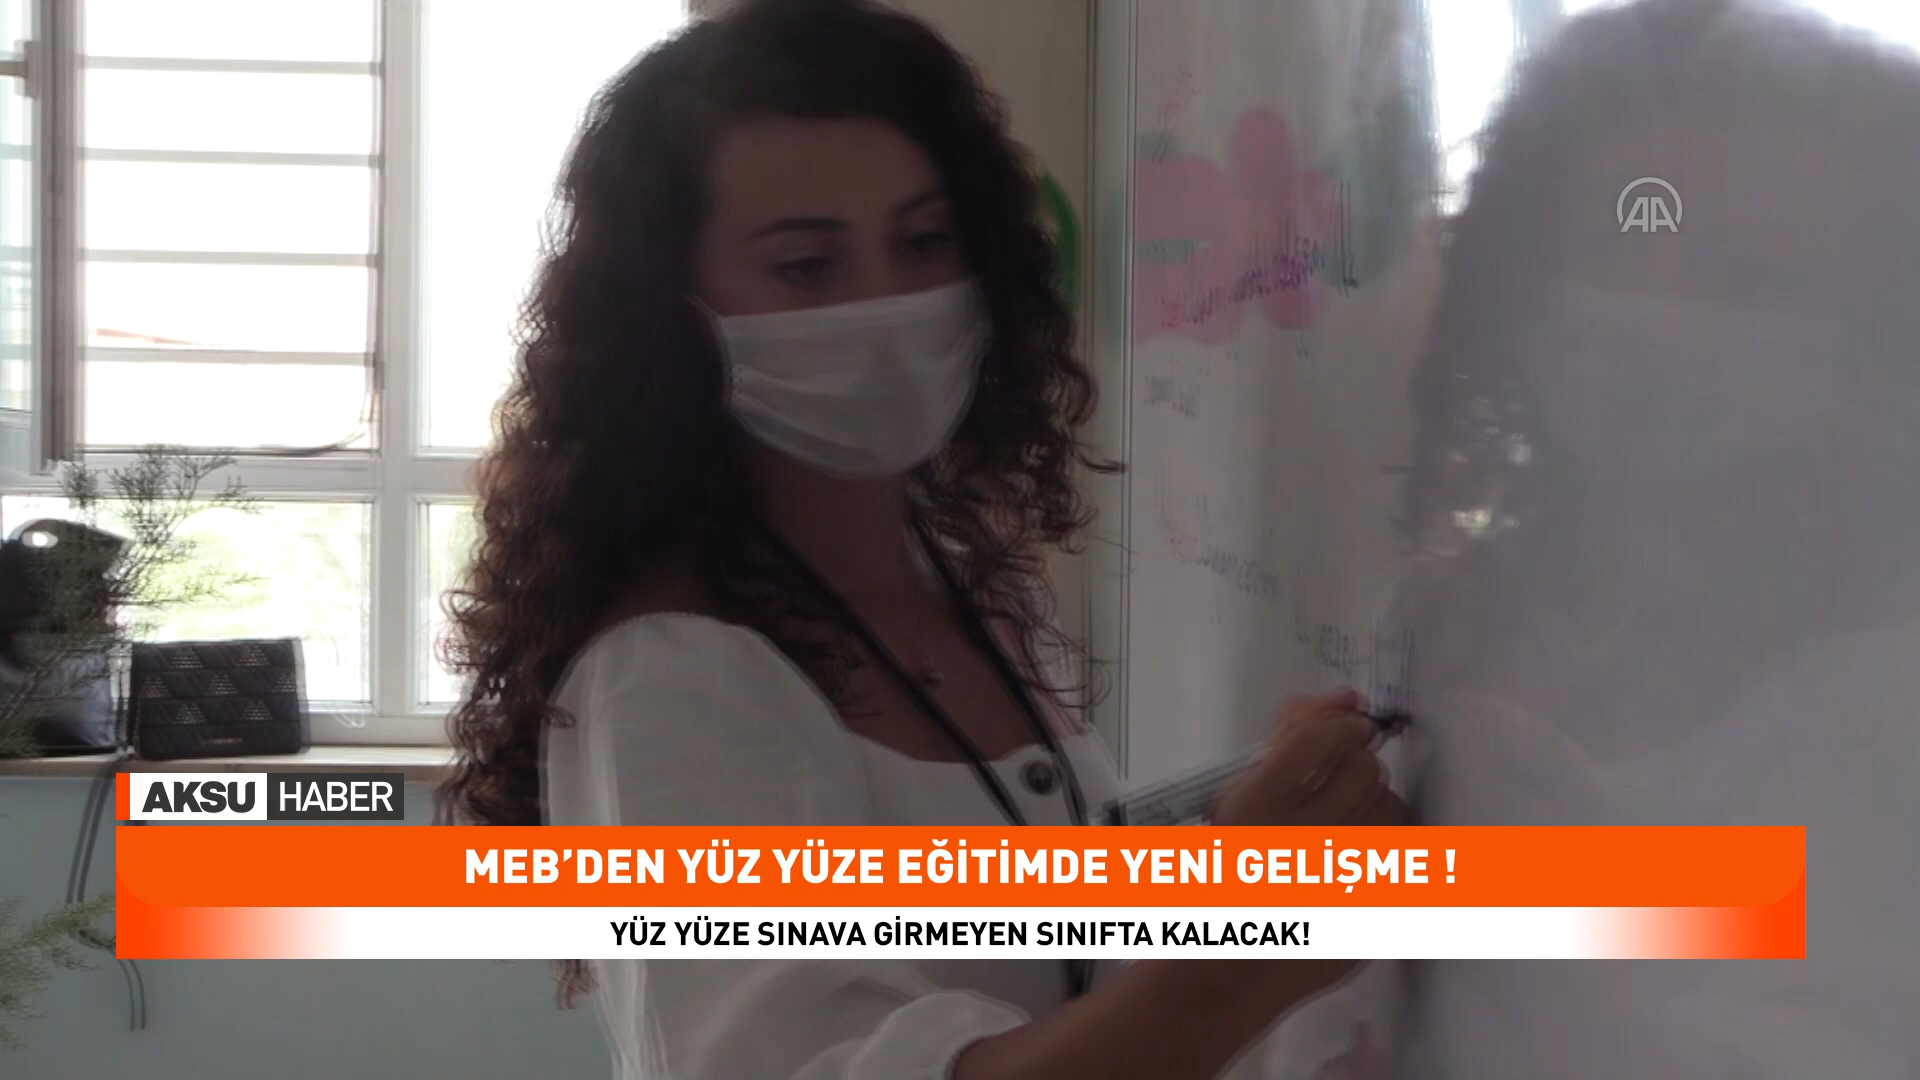 AA
AKSU HABER
MEB’DEN YÜZ YÜZE EĞİTİMDE YENİ GELİŞME !
YÜZ YÜZE SINAVA GİRMEYEN SINIFTA KALACAK!